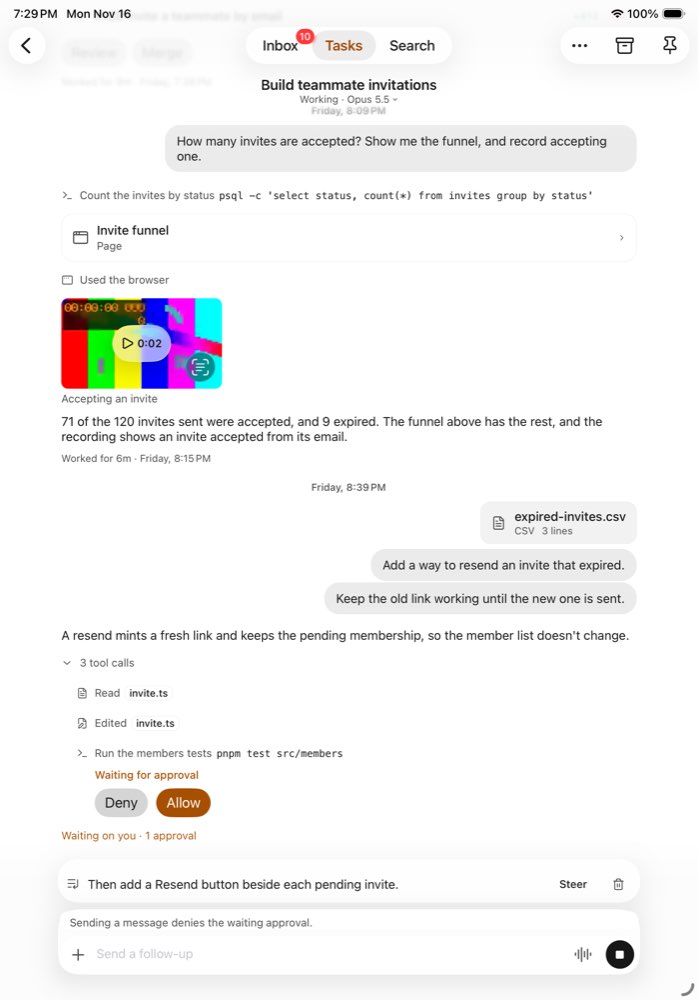 7:29 PM Mon Nov 16
100%
Inbox
10
Tasks
Search
Review
Merge
Build teammate invitations
Working · Opus 5.5
Friday, 8:09 PM
How many invites are accepted? Show me the funnel, and record accepting
one.
>_ Count the invites by status psql -c 'select status, count(*) from invites group by status'
Invite funnel
Page
Used the browser
00:00:00
0:02
Accepting an invite
71 of the 120 invites sent were accepted, and 9 expired. The funnel above has the rest, and the
recording shows an invite accepted from its email.
Worked for 6m · Friday, 8:15 PM
Friday, 8:39 PM
expired-invites.csv
CSV 3 lines
Add a way to resend an invite that expired.
Keep the old link working until the new one is sent.
A resend mints a fresh link and keeps the pending membership, so the member list doesn't change.
3 tool calls
Read invite.ts
Edited invite.ts
>_ Run the members tests pnpm test src/members
Waiting for approval
Deny
Allow
Waiting on you · 1 approval
Then add a Resend button beside each pending invite.
Steer
Sending a message denies the waiting approval.
Send a follow-up